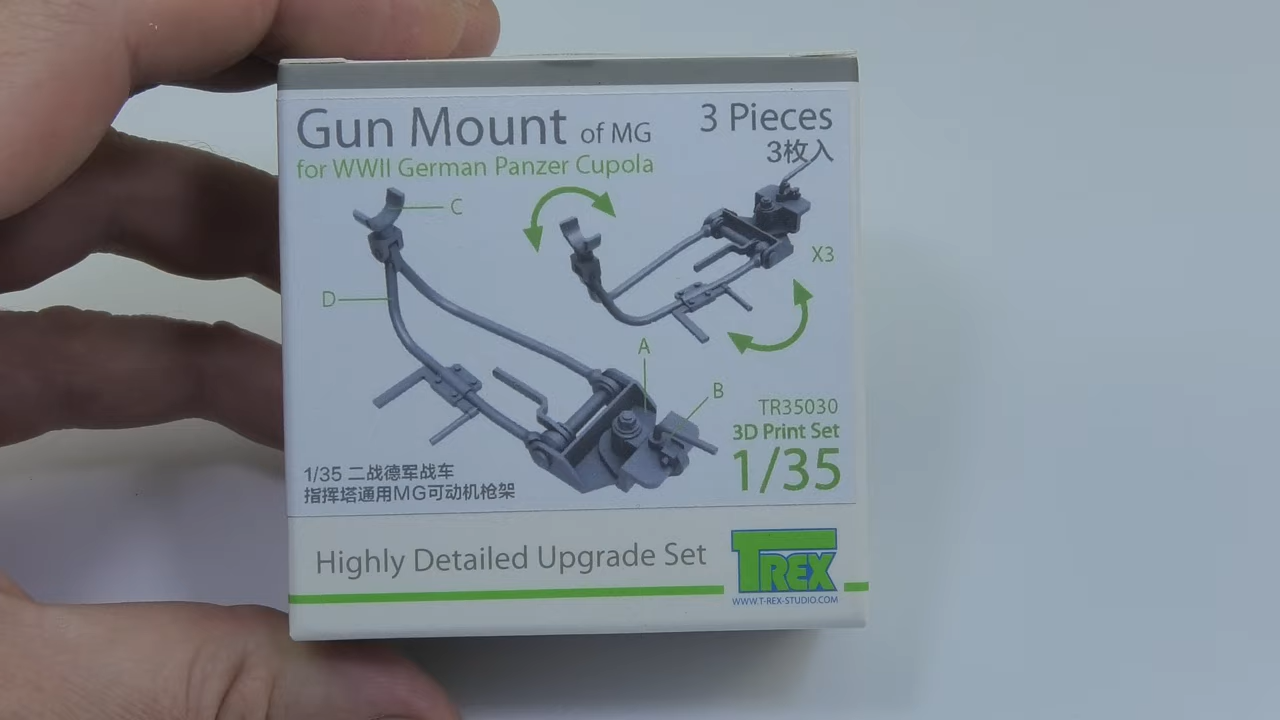 Gun Mount of MG
for WWII German Panzer Cupola
3 Pieces
3枚入
C
D
X3
A
B
TR35030
3D Print Set
1/35
1/35 二战德军战车
指挥塔通用MG可动机枪架
Highly Detailed Upgrade Set
T-REX
WWW.T-REX-STUDIO.COM